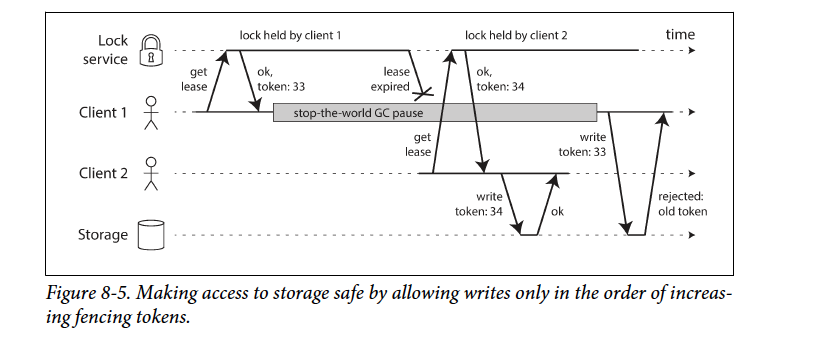 lock held by client 1
lock held by client 2
time
Lock
service
get
lease
ok,
token: 33
lease
expired
ok,
token: 34
Client 1
stop-the-world GC pause
get
lease
write
token: 33
Client 2
write
token: 34
ok
rejected:
old token
Storage
Figure 8-5. Making access to storage safe by allowing writes only in the order of increas-
ing fencing tokens.